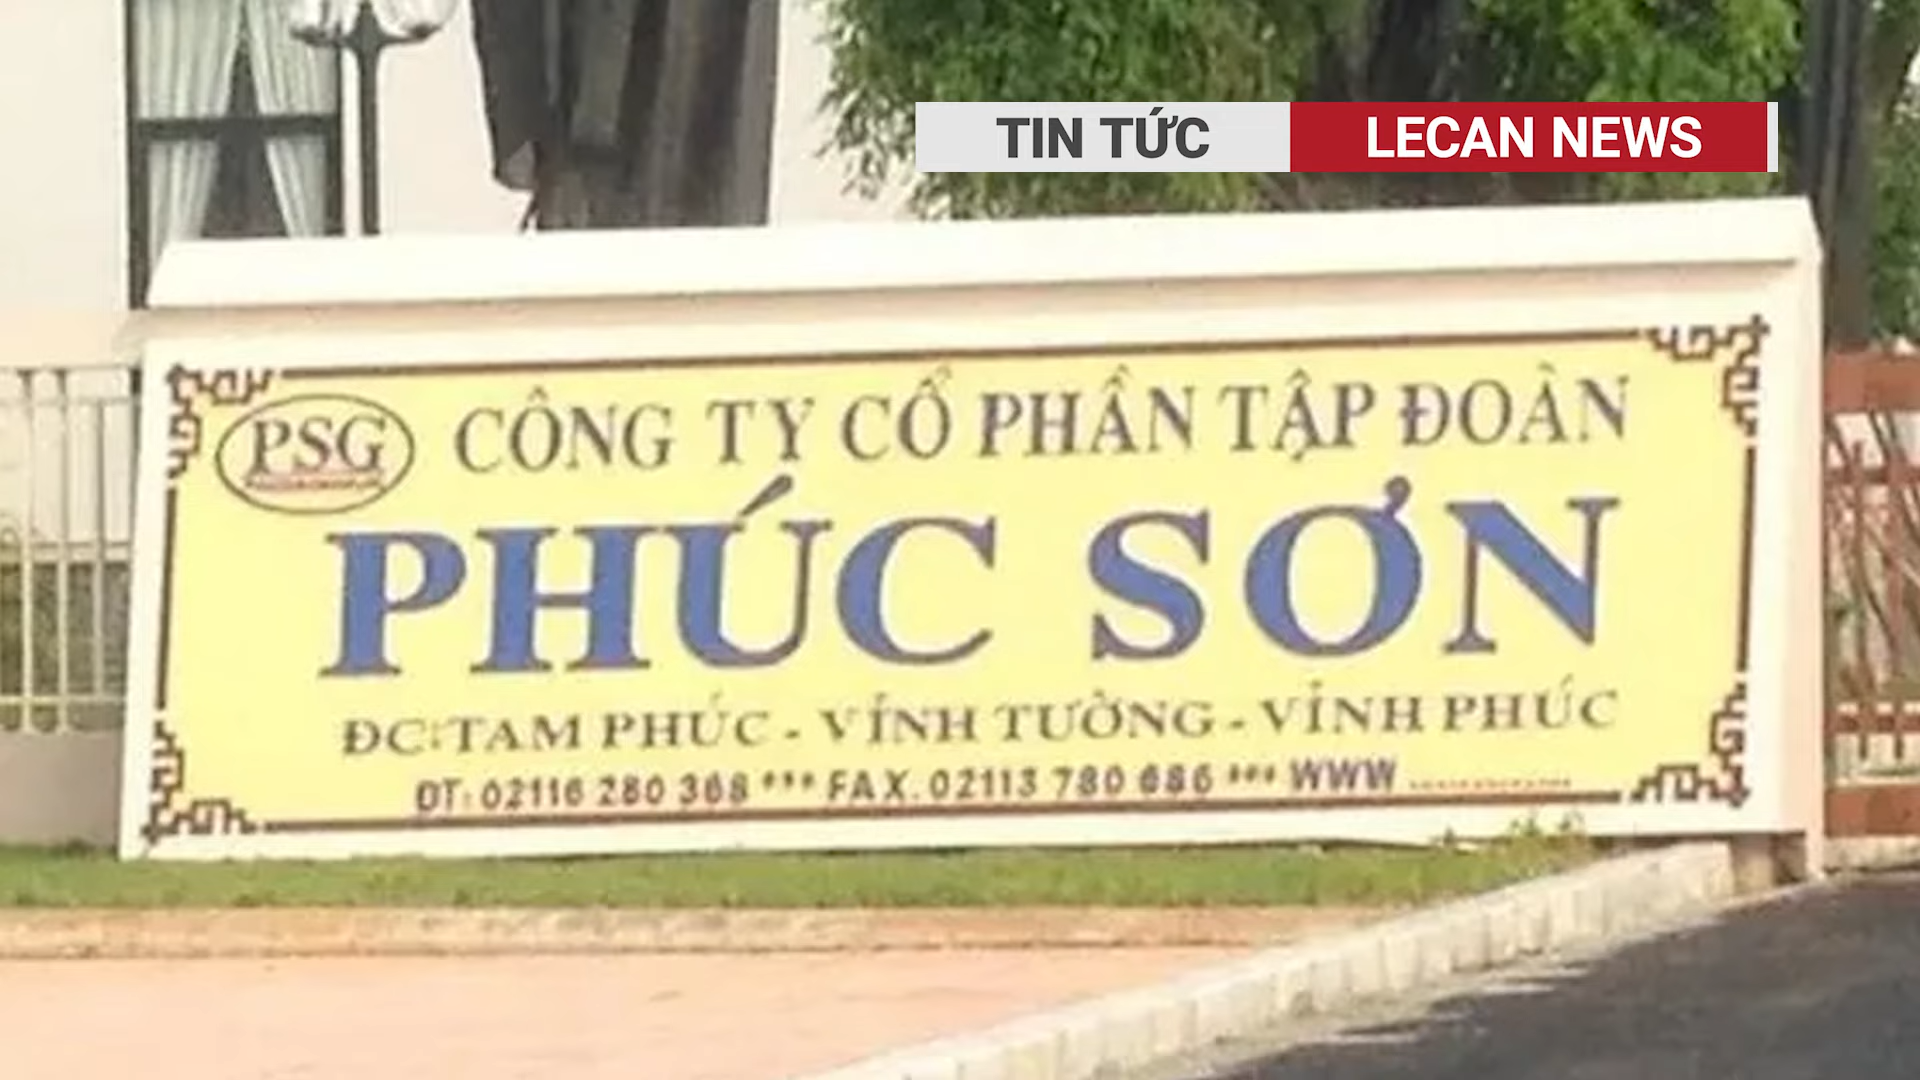 TIN TỨC LECAN NEWS
PSG
CÔNG TY CỔ PHẦN TẬP ĐOÀN
PHÚC SƠN
ĐC: TAM PHÚC - VĨNH TƯỜNG - VĨNH PHÚC
ĐT: 02116 280 368 *** FAX. 02113 780 686 *** WWW ....................